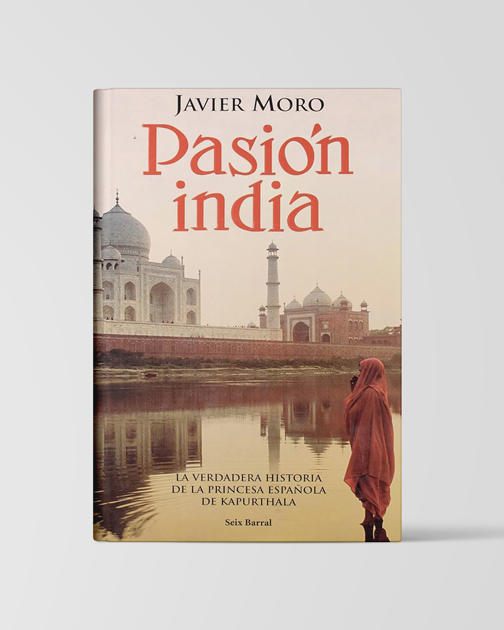 JAVIER MORO
Pasión
india
LA VERDADERA HISTORIA
DE LA PRINCESA ESPAÑOLA
DE KAPURTHALA
Seix Barral